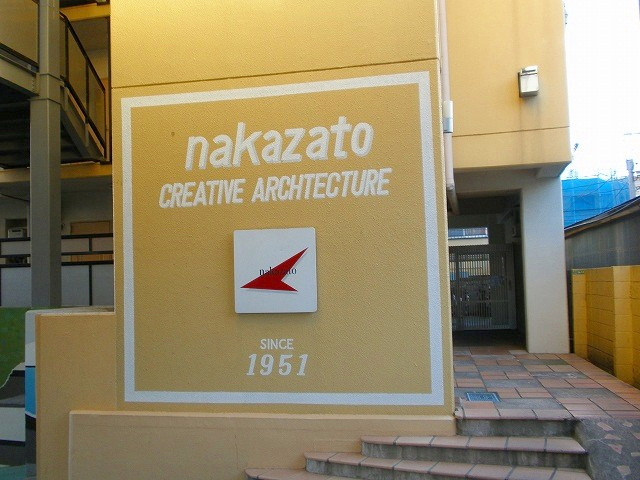 nakazato
CREATIVE ARCHTECTURE
nakazato
SINCE
1951